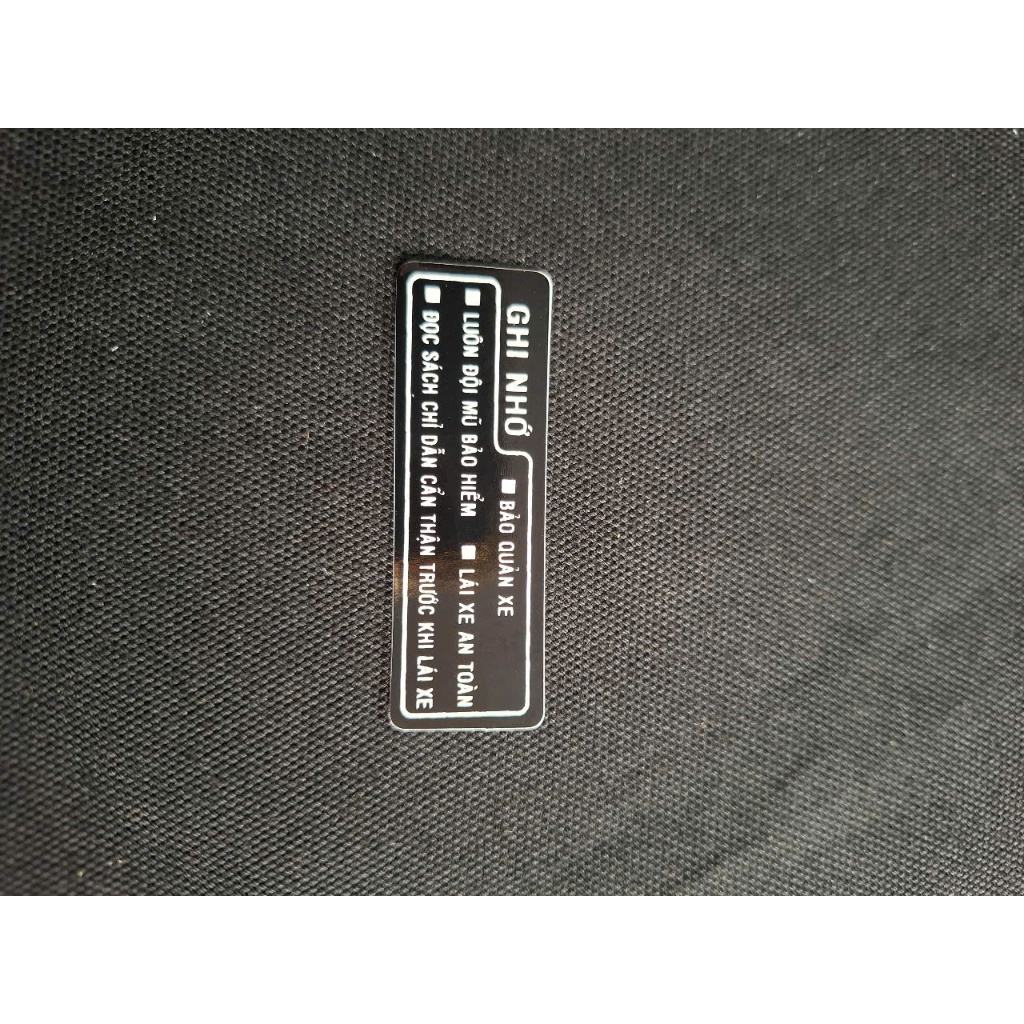 GHI NHỚ ■ BẢO QUẢN XE
■ LUÔN ĐỘI MŨ BẢO HIỂM ■ LÁI XE AN TOÀN
■ ĐỌC SÁCH CHỈ DẪN CẨN THẬN TRƯỚC KHI LÁI XE